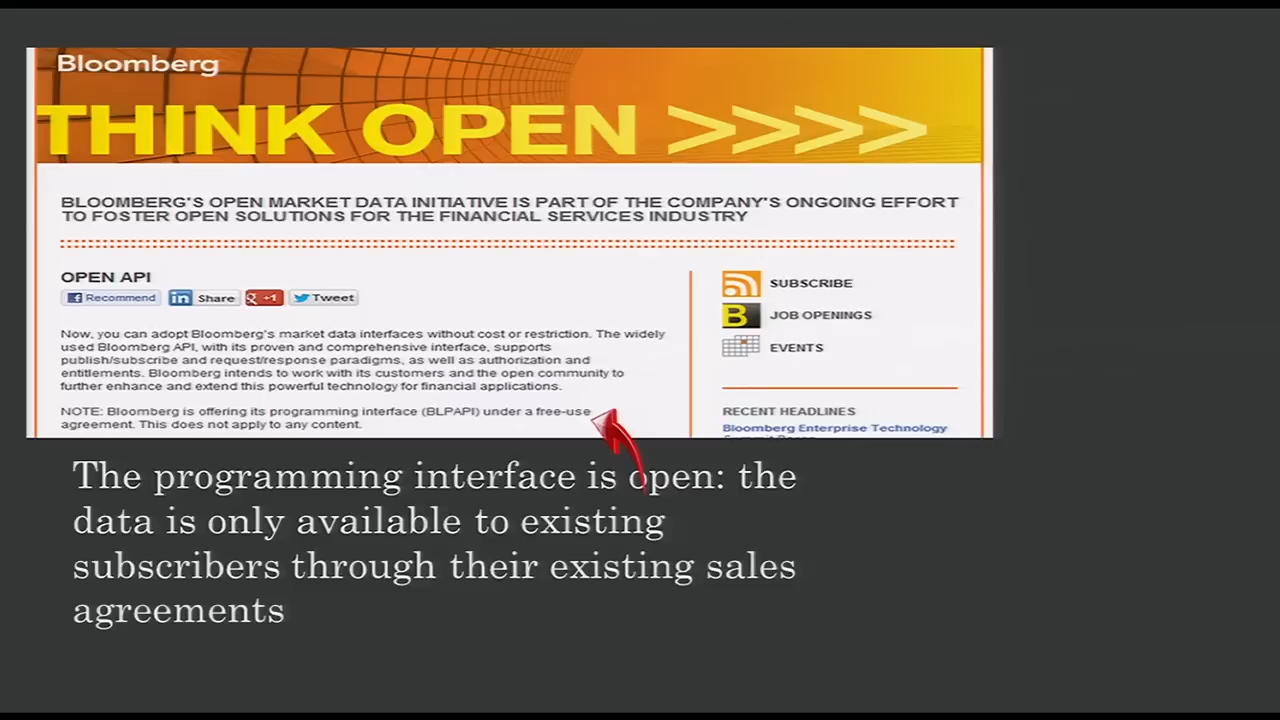 Bloomberg
THINK OPEN >>>>
BLOOMBERG'S OPEN MARKET DATA INITIATIVE IS PART OF THE COMPANY'S ONGOING EFFORT
TO FOSTER OPEN SOLUTIONS FOR THE FINANCIAL SERVICES INDUSTRY
OPEN API
Recommend
Share
+1
Tweet
Now, you can adopt Bloomberg's market data interfaces without cost or restriction. The widely
used Bloomberg API, with its proven and comprehensive interface, supports
publish/subscribe and request/response paradigms, as well as authorization and
entitlements. Bloomberg intends to work with its customers and the open community to
further enhance and extend this powerful technology for financial applications.
NOTE: Bloomberg is offering its programming interface (BLPAPI) under a free-use
agreement. This does not apply to any content.
SUBSCRIBE
JOB OPENINGS
EVENTS
RECENT HEADLINES
Bloomberg Enterprise Technology
The programming interface is open: the
data is only available to existing
subscribers through their existing sales
agreements